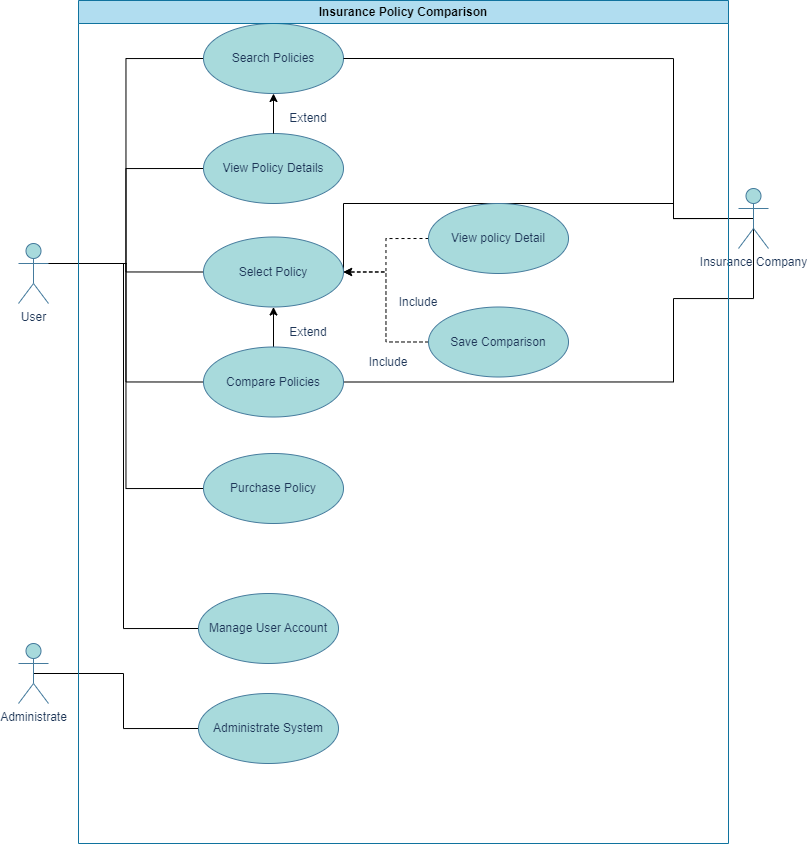 Insurance Policy Comparison
Search Policies
Extend
View Policy Details
View policy Detail
Insurance Company
Select Policy
Include
User
Extend
Save Comparison
Include
Compare Policies
Purchase Policy
Manage User Account
Administrate
Administrate System